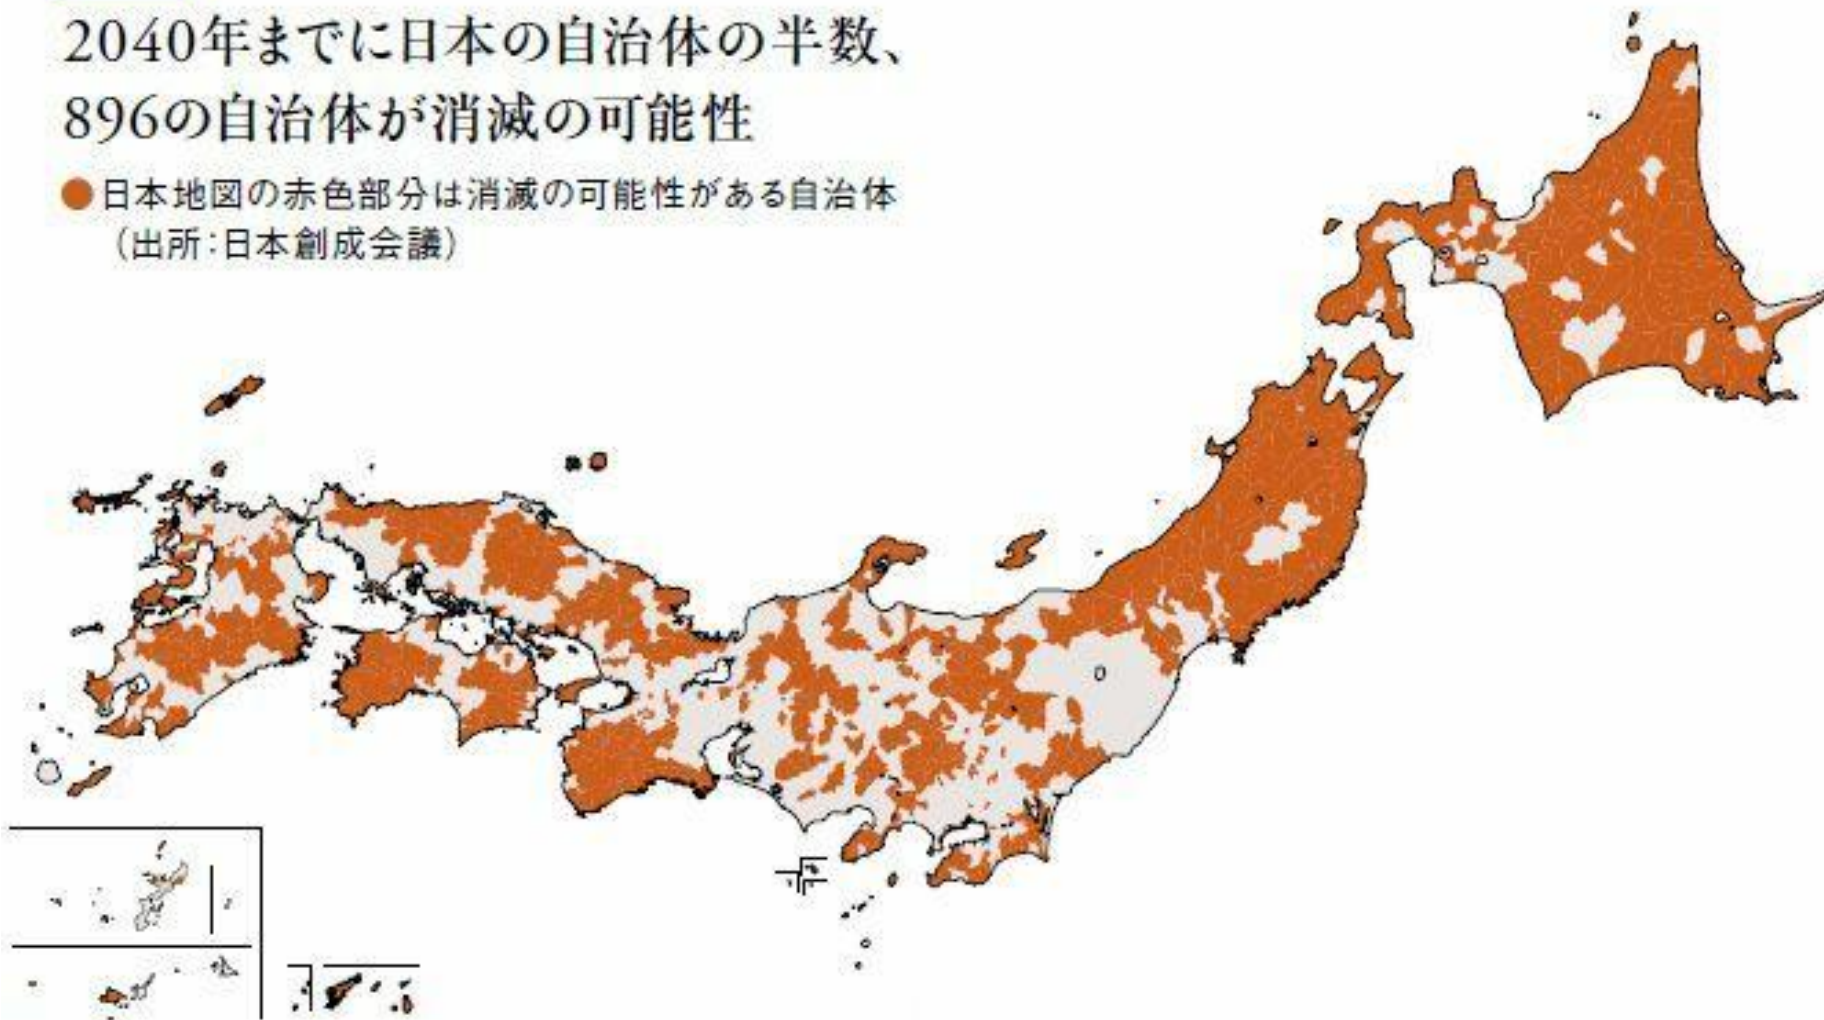 2040年までに日本の自治体の半数、
896の自治体が消滅の可能性
●日本地図の赤色部分は消滅の可能性がある自治体
（出所：日本創成会議）